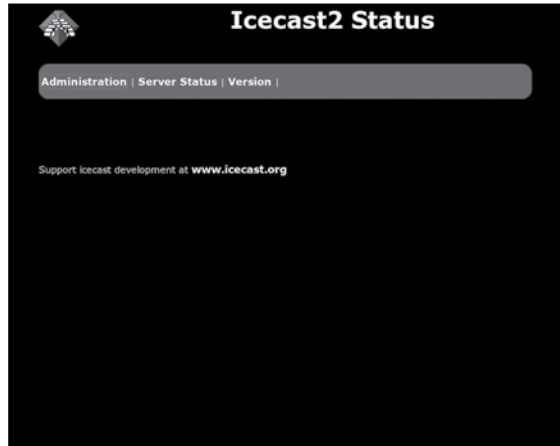 Icecast2 Status
Administration | Server Status | Version |
Support icecast development at www.icecast.org